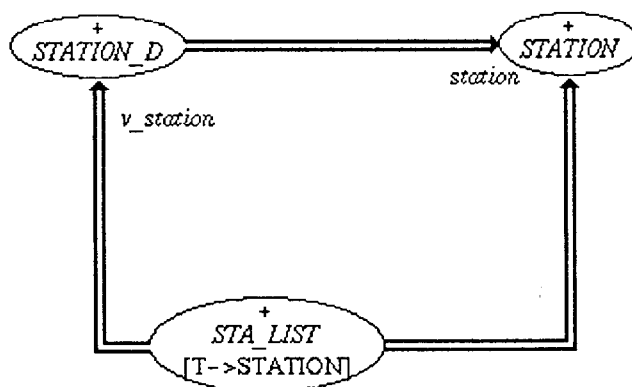 +
STATION_D
+
STATION
station
v_station
+
STA_LIST
[T->STATION]